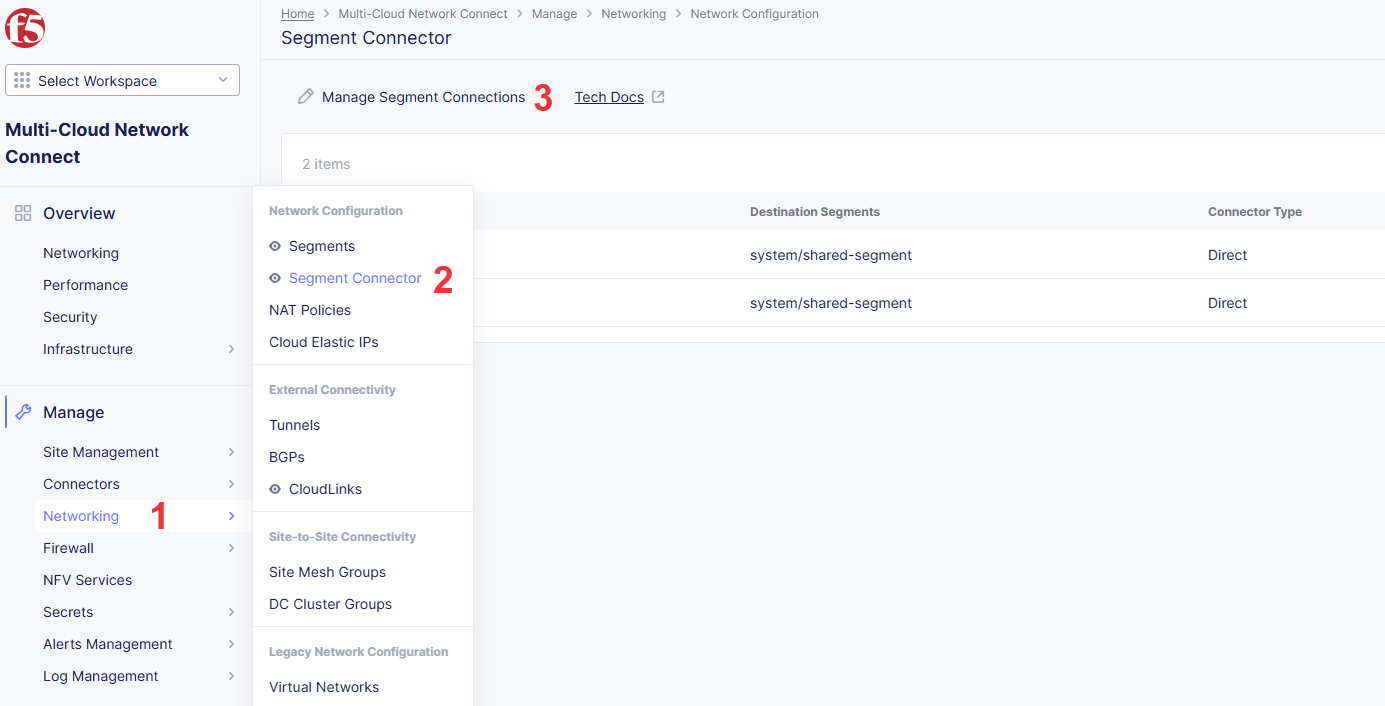 f5
Select Workspace
Multi-Cloud Network
Connect
Overview
Networking
Performance
Security
Infrastructure
Manage
Site Management
Connectors
Networking 1
Firewall
NFV Services
Secrets
Alerts Management
Log Management
Home > Multi-Cloud Network Connect > Manage > Networking > Network Configuration
Segment Connector
Manage Segment Connections 3 Tech Docs
2 items
Network Configuration
Segments
Segment Connector 2
NAT Policies
Cloud Elastic IPs
External Connectivity
Tunnels
BGPs
CloudLinks
Site-to-Site Connectivity
Site Mesh Groups
DC Cluster Groups
Legacy Network Configuration
Virtual Networks
Destination Segments Connector Type
system/shared-segment Direct
system/shared-segment Direct